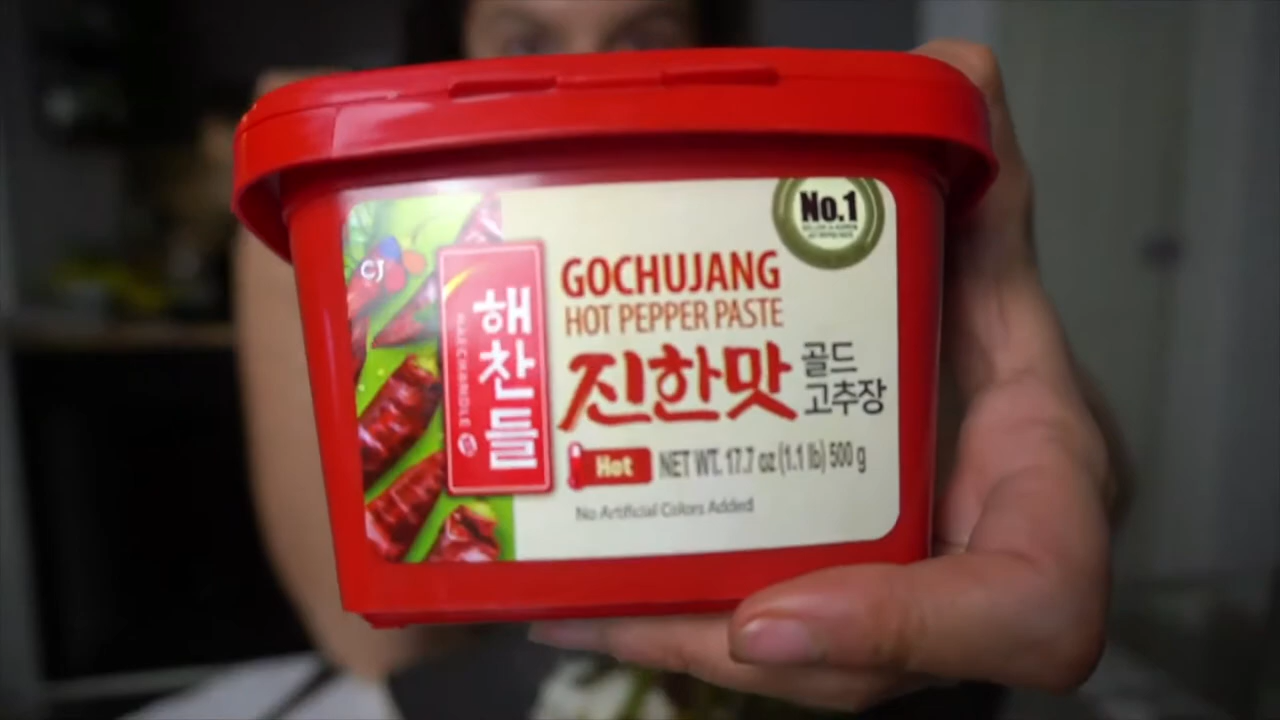 No.1
CJ
해찬들
HAECHANDLE
GOCHUJANG
HOT PEPPER PASTE
진한맛 골드
고추장
Hot NET WT. 17.7 oz (1.1 lb) 500 g
No Artificial Colors Added